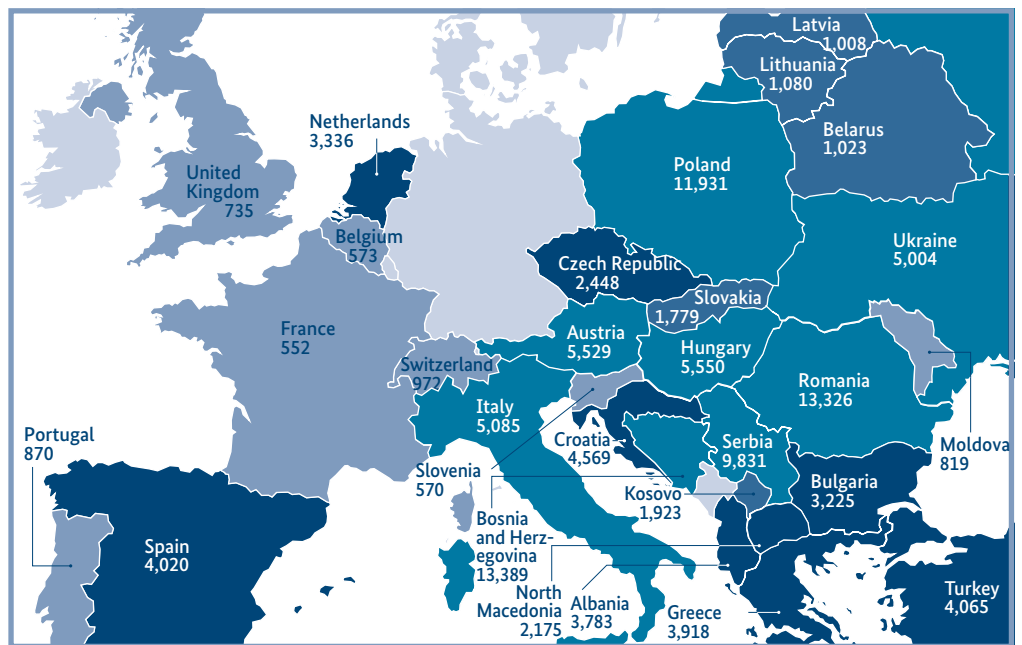 Latvia
1,008
Lithuania
1,080
Belarus
1,023
Netherlands
3,336
Poland
11,931
United
Kingdom
735
Belgium
573
Ukraine
5,004
Czech Republic
2,448
Slovakia
1,779
France
552
Austria
5,529
Hungary
5,550
Switzerland
972
Romania
13,326
Italy
5,085
Portugal
870
Croatia
4,569
Serbia
9,831
Moldova
819
Slovenia
570
Kosovo
1,923
Bulgaria
3,225
Bosnia
and Herz-
egovina
13,389
Spain
4,020
North
Macedonia
2,175
Albania
3,783
Greece
3,918
Turkey
4,065